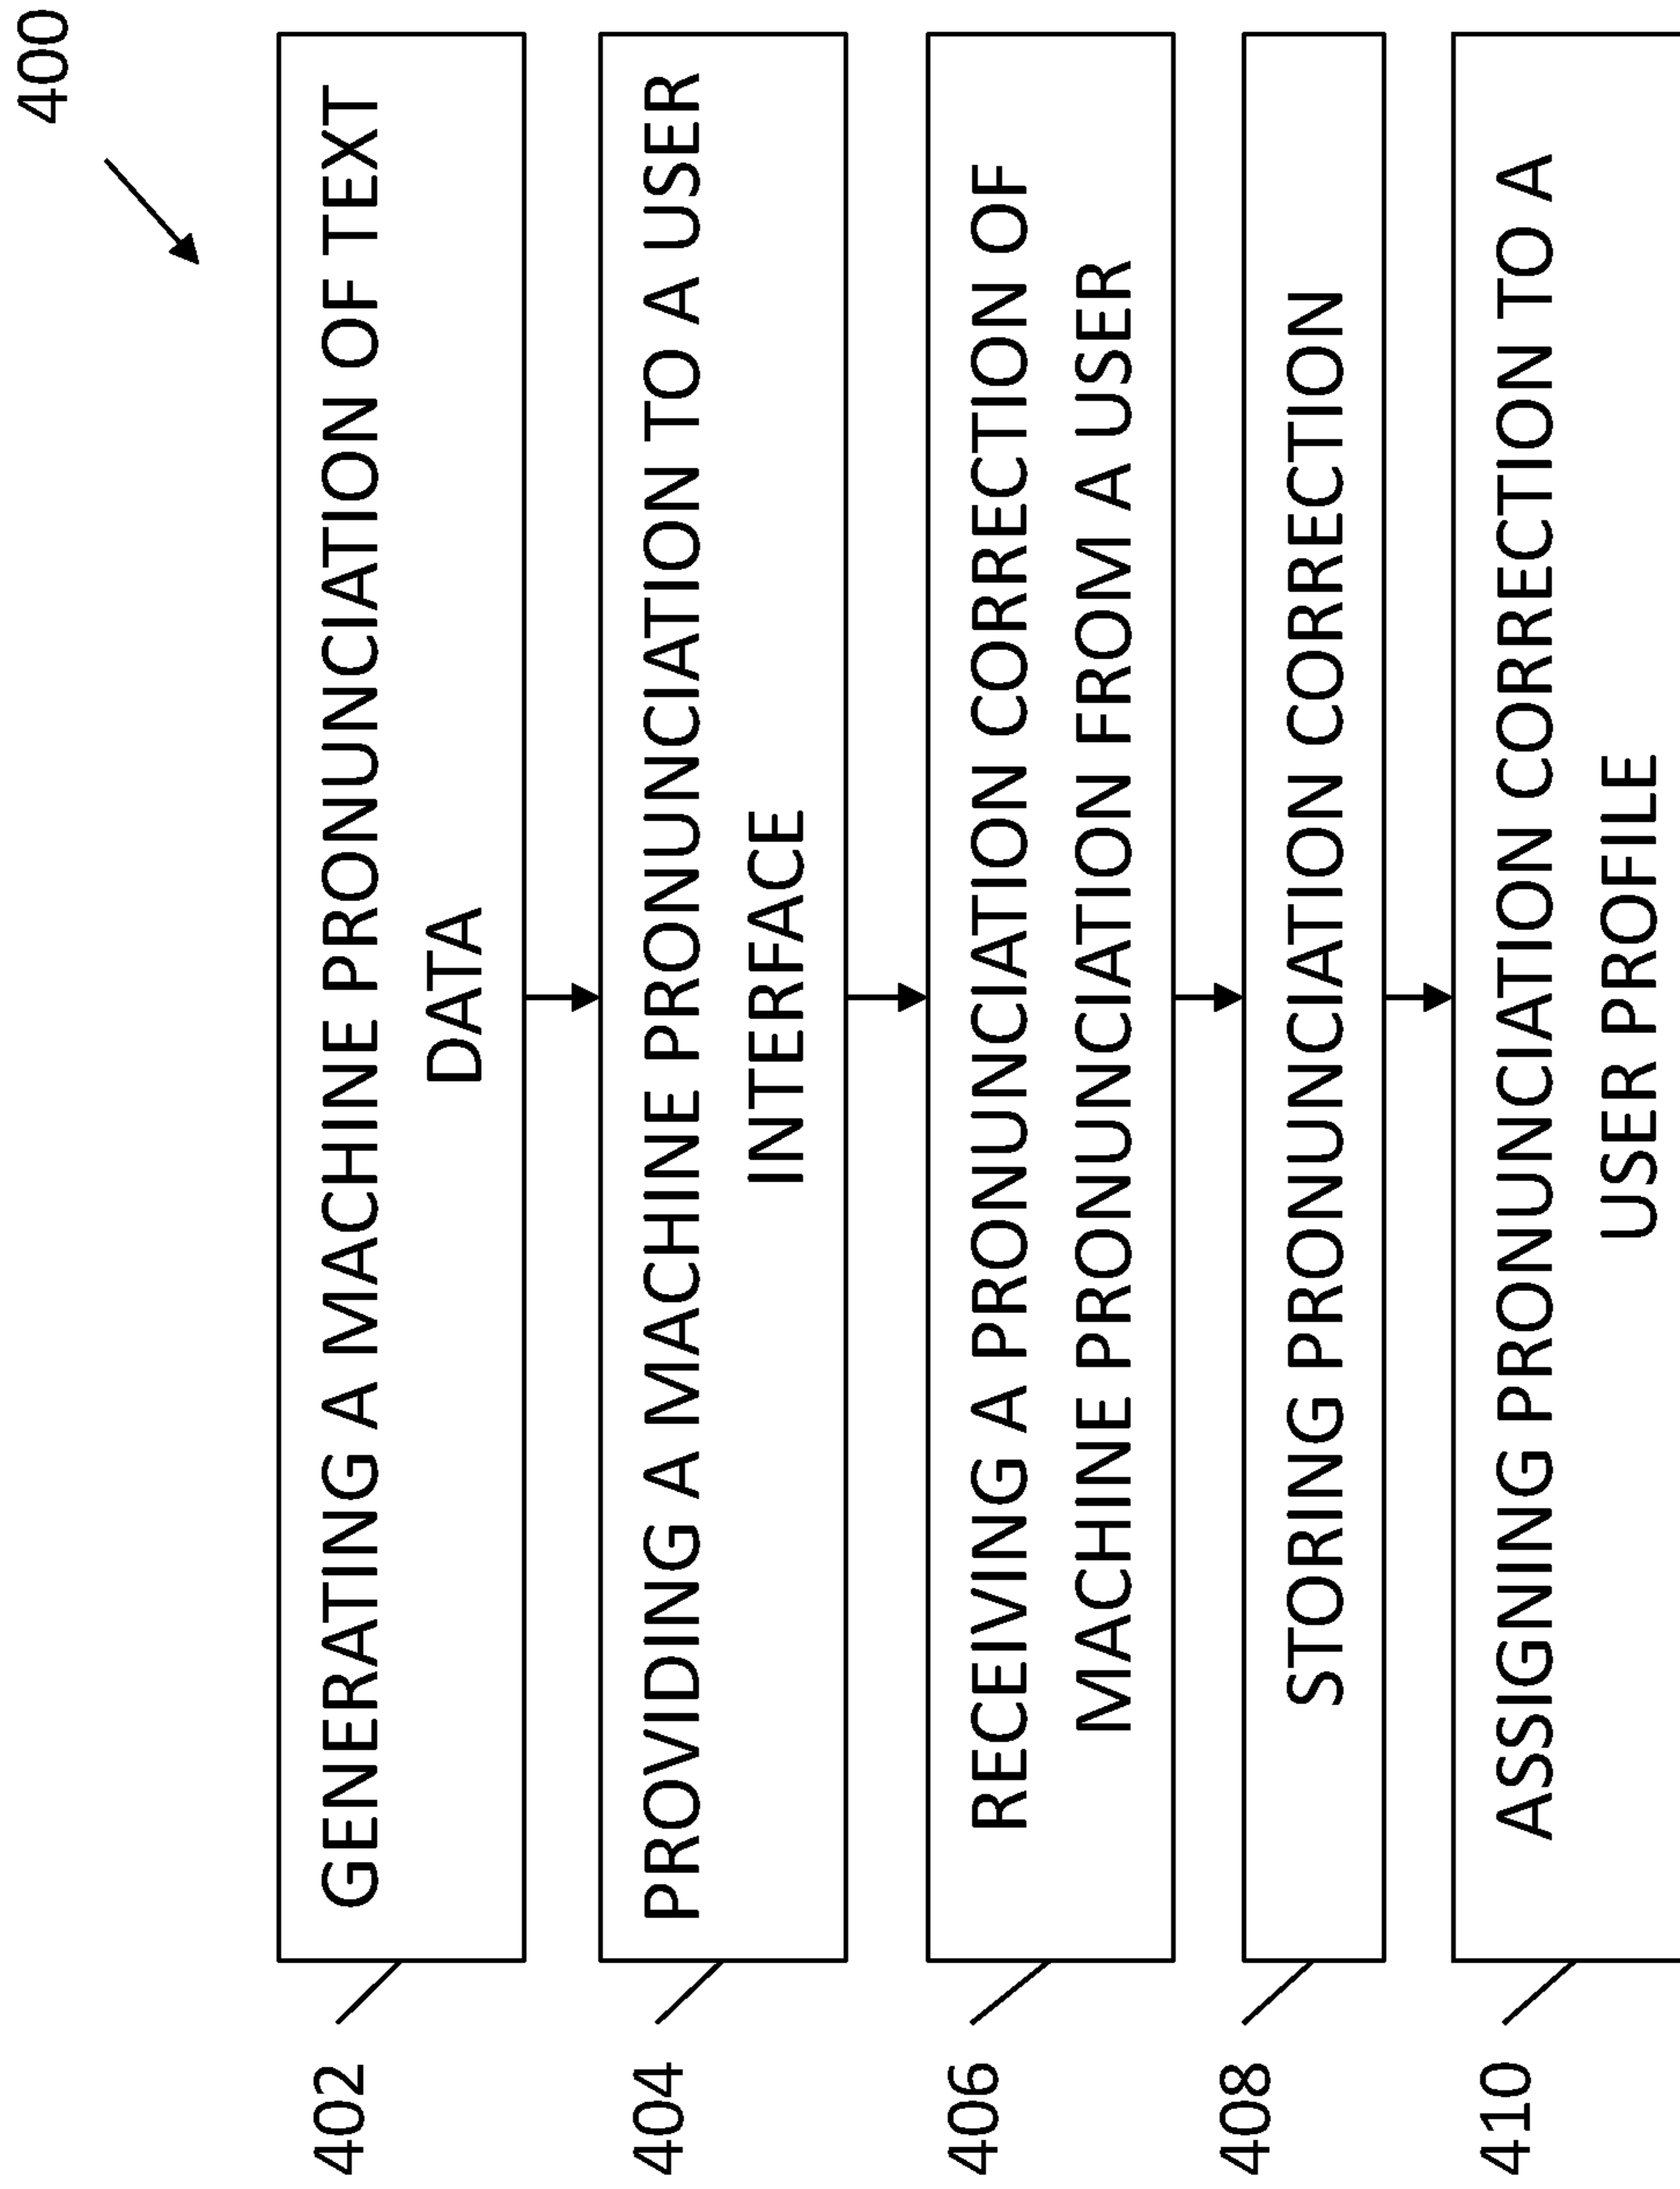 400
402
GENERATING A MACHINE PRONUNCIATION OF TEXT
DATA
404
PROVIDING A MACHINE PRONUNCIATION TO A USER
INTERFACE
406
RECEIVING A PRONUNCIATION CORRECTION OF
MACHINE PRONUNCIATION FROM A USER
408
STORING PRONUNCIATION CORRECTION
410
ASSIGNING PRONUNCIATION CORRECTION TO A
USER PROFILE